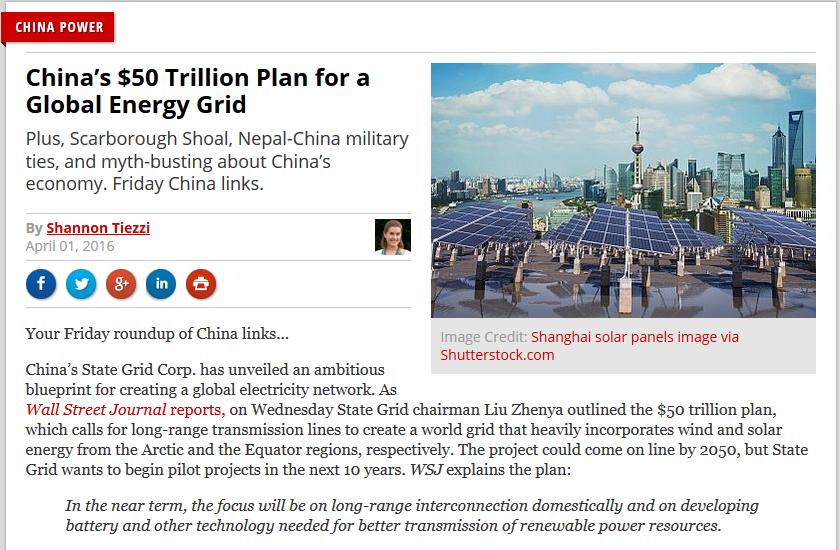 CHINA POWER
China's $50 Trillion Plan for a
Global Energy Grid
Plus, Scarborough Shoal, Nepal-China military
ties, and myth-busting about China's
economy. Friday China links.
By Shannon Tiezzi
April 01, 2016
f
g+
in
Image Credit: Shanghai solar panels image via
Shutterstock.com
Your Friday roundup of China links...
China's State Grid Corp. has unveiled an ambitious
blueprint for creating a global electricity network. As
Wall Street Journal reports, on Wednesday State Grid chairman Liu Zhenya outlined the $50 trillion plan,
which calls for long-range transmission lines to create a world grid that heavily incorporates wind and solar
energy from the Arctic and the Equator regions, respectively. The project could come on line by 2050, but State
Grid wants to begin pilot projects in the next 10 years. WSJ explains the plan:
In the near term, the focus will be on long-range interconnection domestically and on developing
battery and other technology needed for better transmission of renewable power resources.